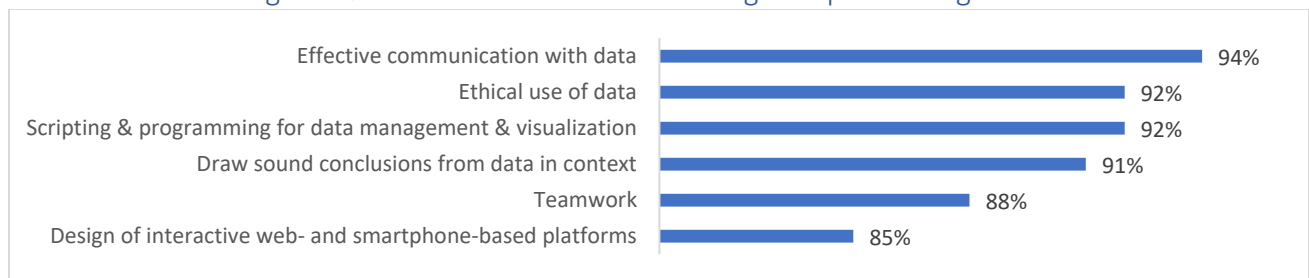 Effective communication with data 94%
Ethical use of data 92%
Scripting & programming for data management & visualization 92%
Draw sound conclusions from data in context 91%
Teamwork 88%
Design of interactive web- and smartphone-based platforms 85%